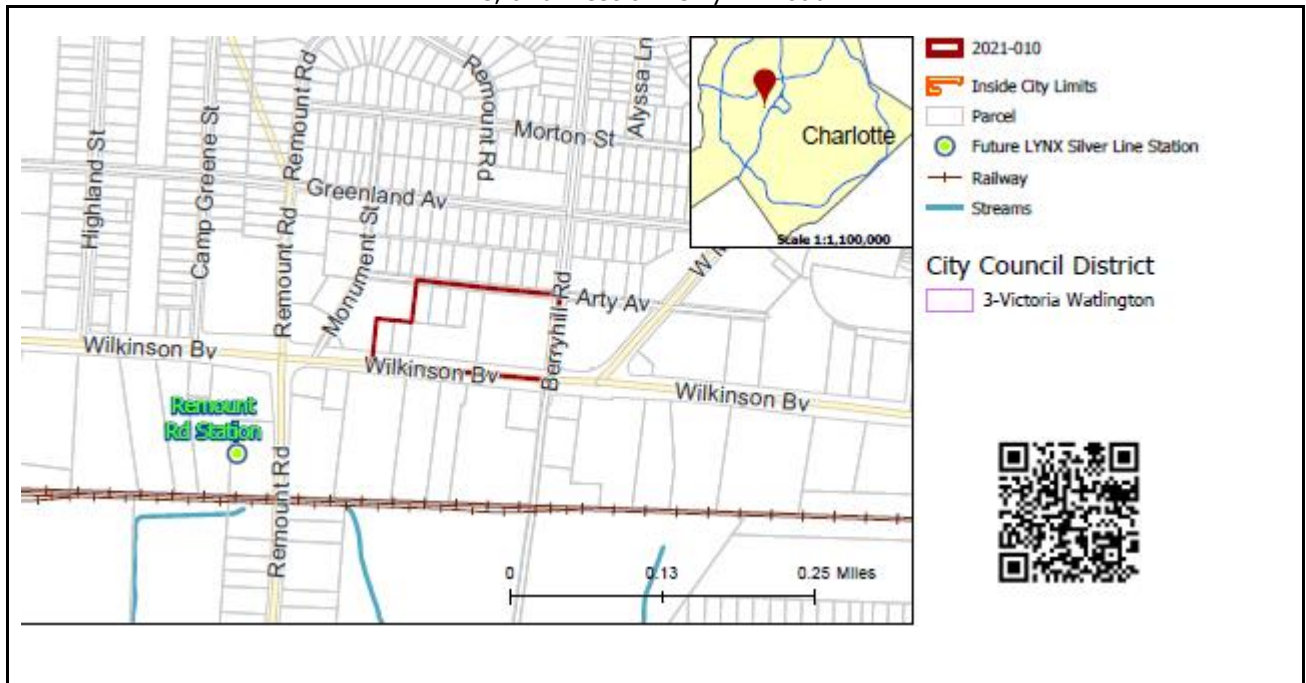 Highland St
Camp Greene St
Remount Rd
Remount Rd
Remount Rd
Alyssa Ln
Morton St
Greenland Av
Monument St
Remount Rd
Charlotte
Scale 1:1,100,000
Arty Av
Berryhill Rd
Wilkinson Bv
Wilkinson Bv
Wilkinson Bv
Remount
Rd Station
0 0.13 0.25 Miles
2021-010
Inside City Limits
Parcel
Future LYNX Silver Line Station
Railway
Streams
City Council District
3-Victoria Watlington